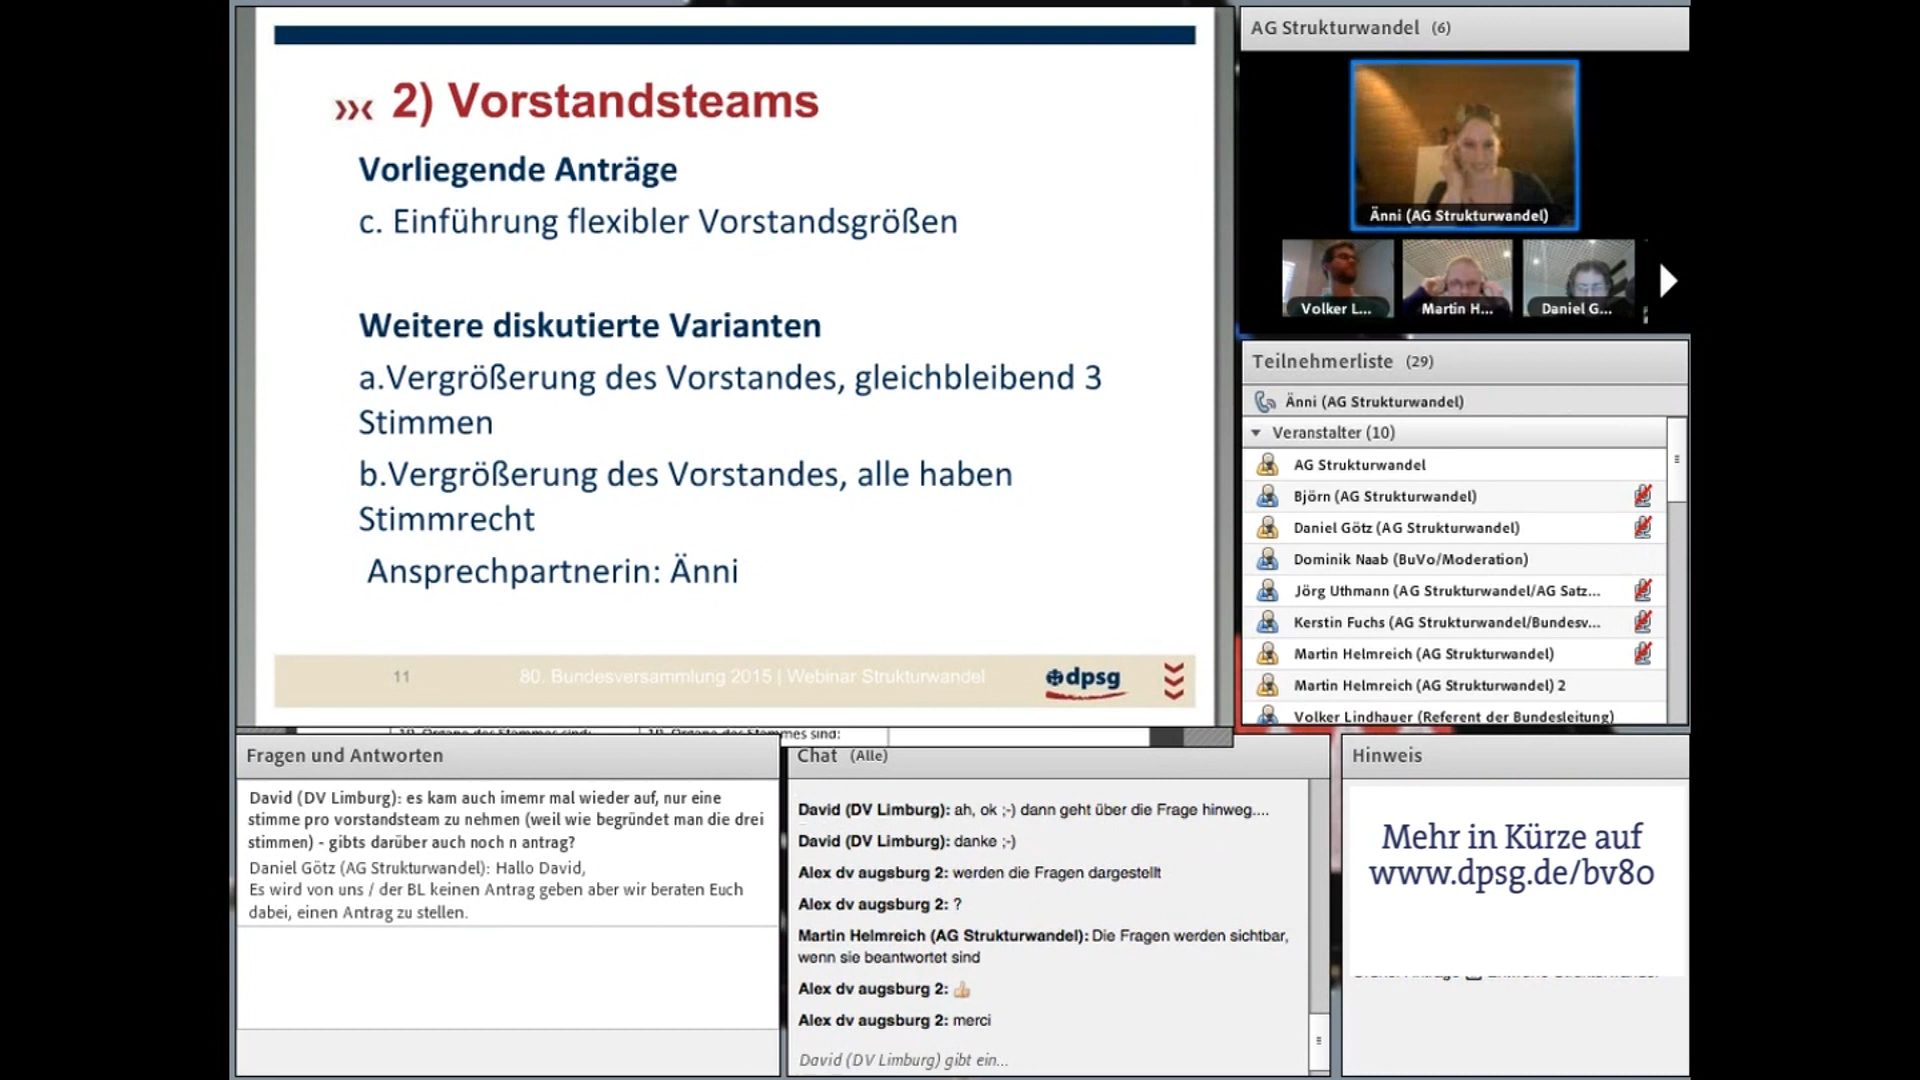 2) Vorstandsteams
Vorliegende Anträge
c. Einführung flexibler Vorstandsgrößen
Weitere diskutierte Varianten
a.Vergrößerung des Vorstandes, gleichbleibend 3
Stimmen
b.Vergrößerung des Vorstandes, alle haben
Stimmrecht
Ansprechpartnerin: Änni
11
80. Bundesversammlung 2015 | Webinar Strukturwandel
dpsg
AG Strukturwandel (6)
Änni (AG Strukturwandel)
Volker L...
Martin H...
Daniel G...
Teilnehmerliste (29)
Änni (AG Strukturwandel)
Veranstalter (10)
AG Strukturwandel
Björn (AG Strukturwandel)
Daniel Götz (AG Strukturwandel)
Dominik Naab (BuVo/Moderation)
Jörg Uthmann (AG Strukturwandel/AG Satz...
Kerstin Fuchs (AG Strukturwandel/Bundesv...
Martin Helmreich (AG Strukturwandel)
Martin Helmreich (AG Strukturwandel) 2
Volker Lindhauer (Referent der Bundesleitung)
Fragen und Antworten
David (DV Limburg): es kam auch imemr mal wieder auf, nur eine
stimme pro vorstandsteam zu nehmen (weil wie begründet man die drei
stimmen) - gibts darüber auch noch n antrag?
Daniel Götz (AG Strukturwandel): Hallo David,
Es wird von uns / der BL keinen Antrag geben aber wir beraten Euch
dabei, einen Antrag zu stellen.
Chat (Alle)
David (DV Limburg): ah, ok ;-) dann geht über die Frage hinweg....
David (DV Limburg): danke ;-)
Alex dv augsburg 2: werden die Fragen dargestellt
Alex dv augsburg 2: ?
Martin Helmreich (AG Strukturwandel): Die Fragen werden sichtbar,
wenn sie beantwortet sind
Alex dv augsburg 2: 👍
Alex dv augsburg 2: merci
David (DV Limburg) gibt ein...
Hinweis
Mehr in Kürze auf
www.dpsg.de/bv80